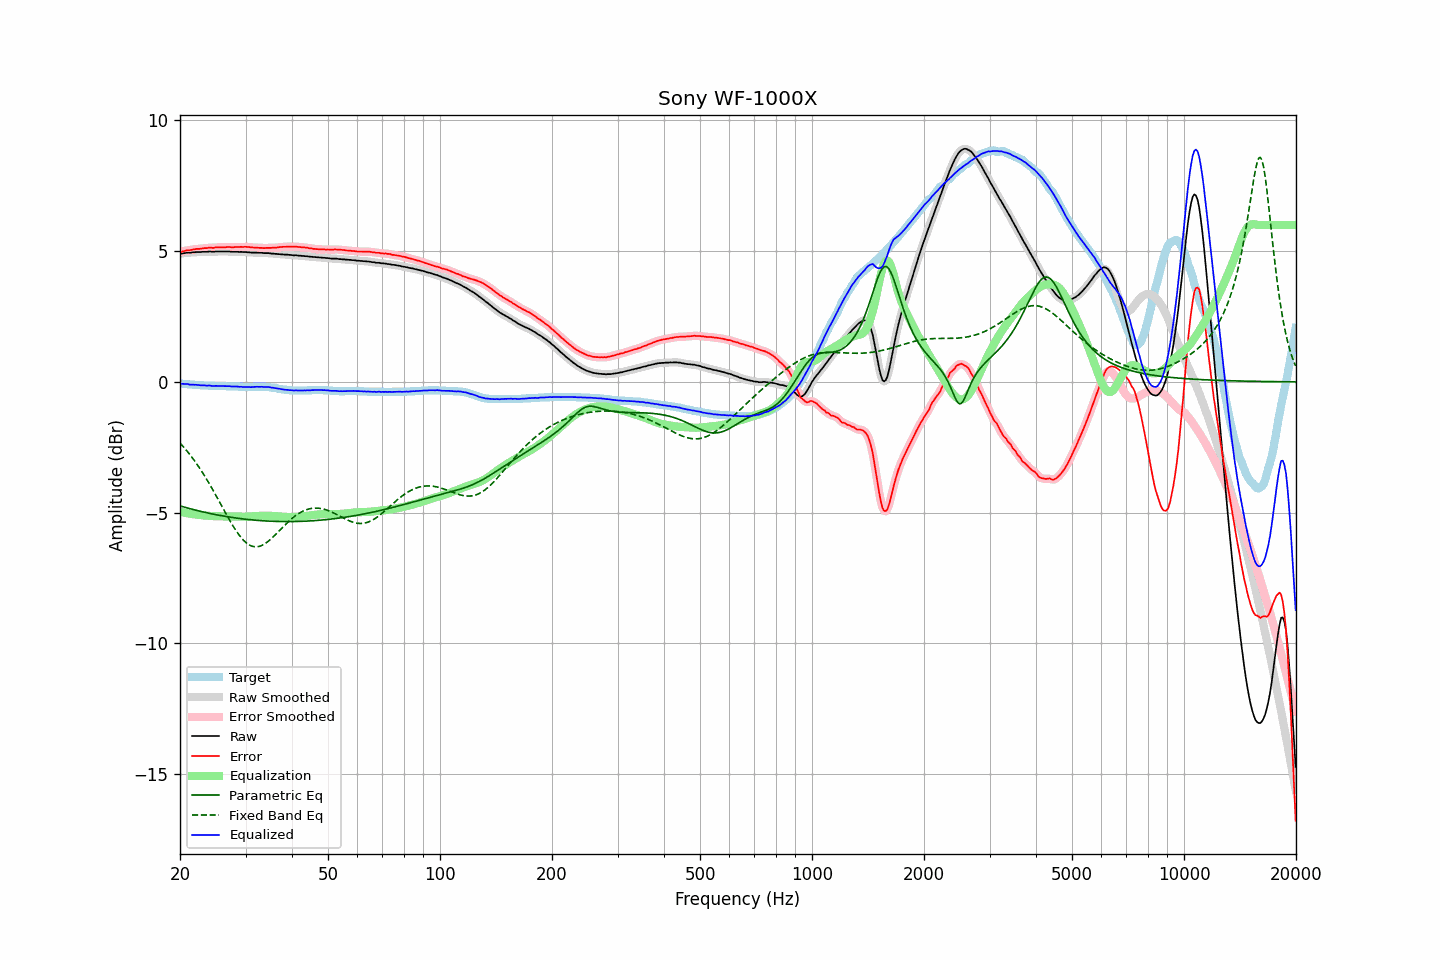 Sony WF-1000X
10
5
0
−5
−10
−15
Amplitude (dBr)
Target
Raw Smoothed
Error Smoothed
Raw
Error
Equalization
Parametric Eq
Fixed Band Eq
Equalized
20 50 100 200 500 1000 2000 5000 10000 20000
Frequency (Hz)